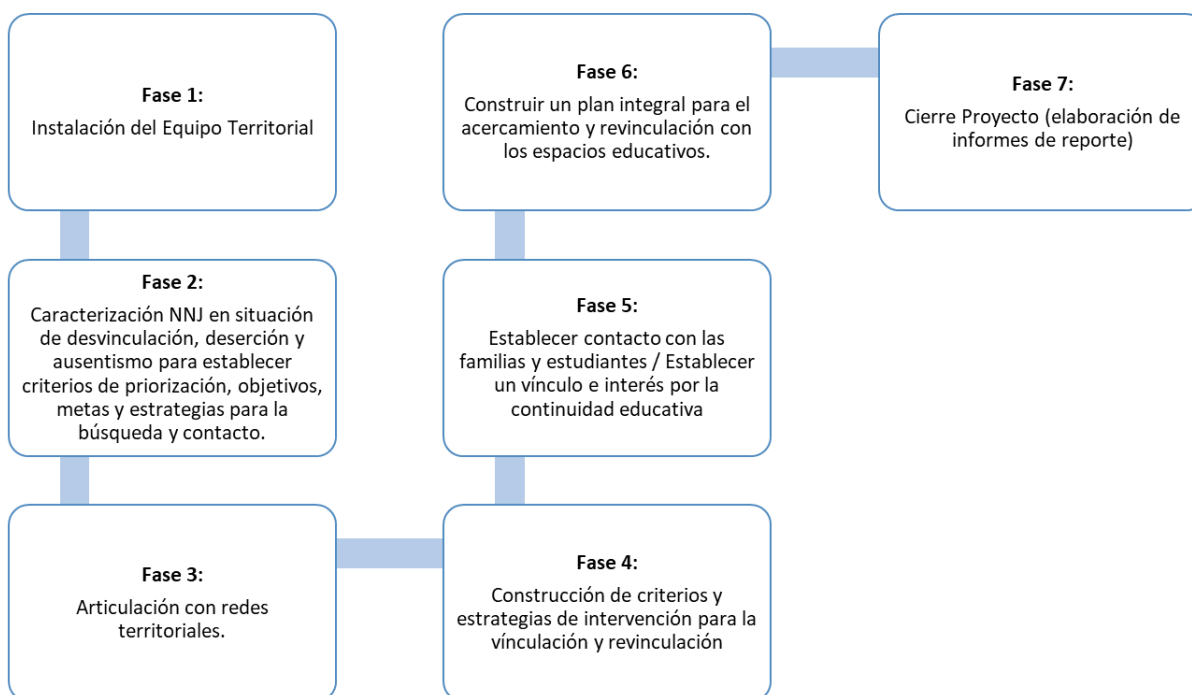 Fase 1:
Instalación del Equipo Territorial
Fase 2:
Caracterización NNJ en situación
de desvinculación, deserción y
ausentismo para establecer
criterios de priorización, objetivos,
metas y estrategias para la
búsqueda y contacto.
Fase 3:
Articulación con redes
territoriales.
Fase 4:
Construcción de criterios y
estrategias de intervención para la
vínculación y revinculación
Fase 5:
Establecer contacto con las
familias y estudiantes / Establecer
un vínculo e interés por la
continuidad educativa
Fase 6:
Construir un plan integral para el
acercamiento y revinculación con
los espacios educativos.
Fase 7:
Cierre Proyecto (elaboración de
informes de reporte)